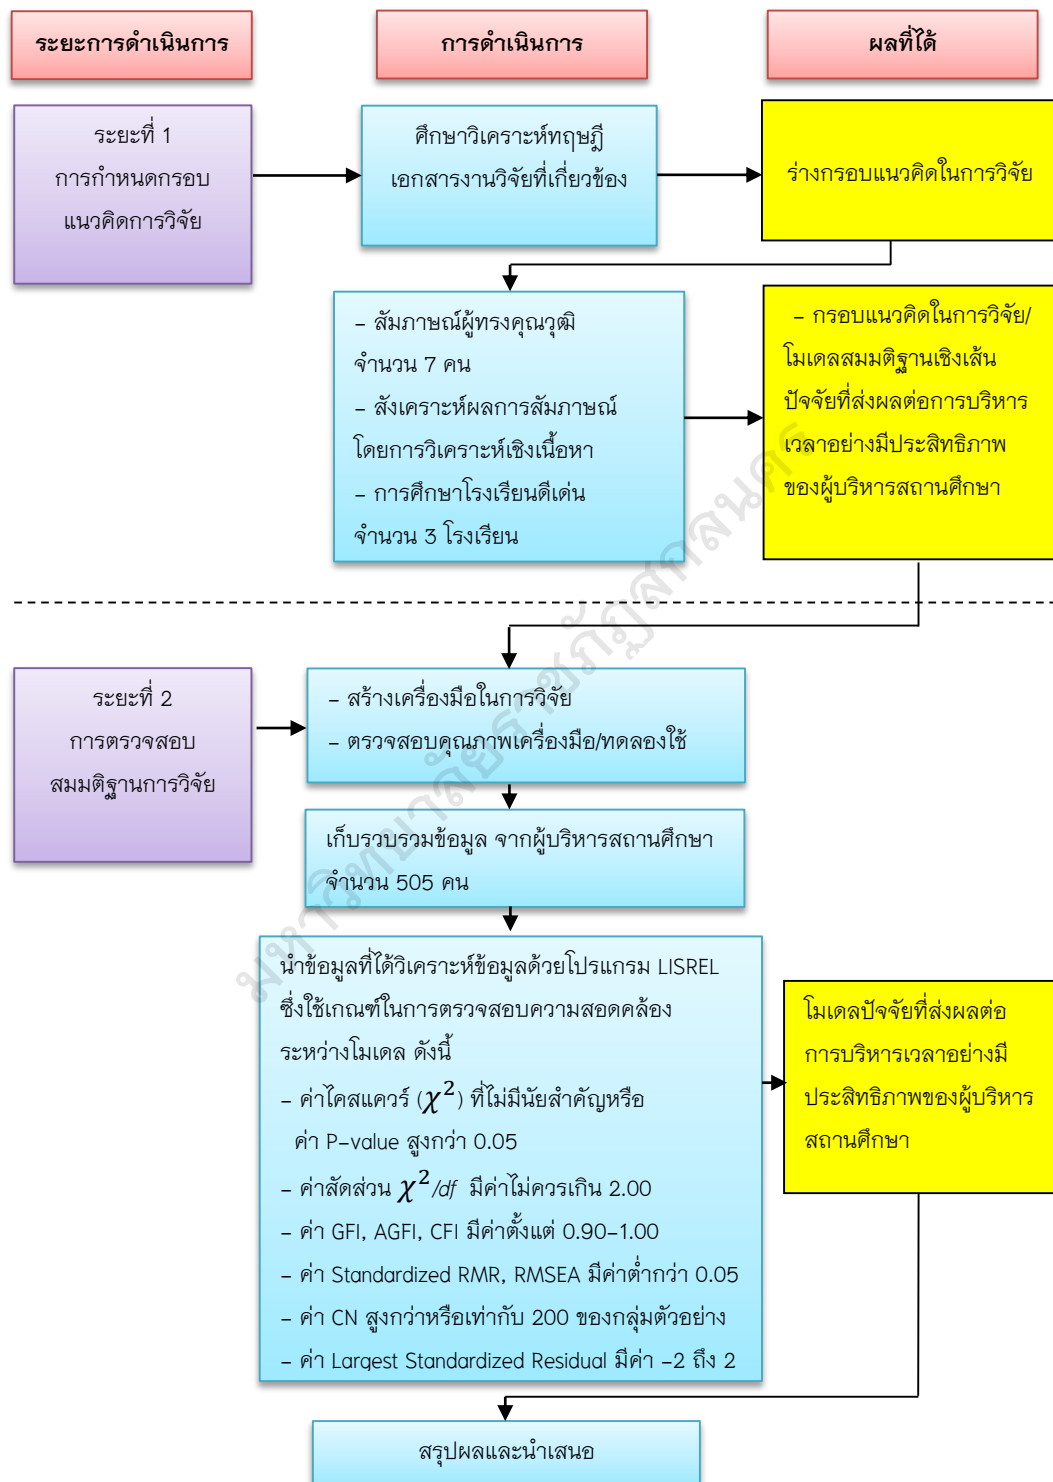 ระยะการดำเนินการ
การดำเนินการ
ผลที่ได้
ระยะที่ 1
การกำหนดกรอบ
แนวคิดการวิจัย
ศึกษาวิเคราะห์ทฤษฎี
เอกสารงานวิจัยที่เกี่ยวข้อง
ร่างกรอบแนวคิดในการวิจัย
– สัมภาษณ์ผู้ทรงคุณวุฒิ
จำนวน 7 คน
– สังเคราะห์ผลการสัมภาษณ์
โดยการวิเคราะห์เชิงเนื้อหา
– การศึกษาโรงเรียนดีเด่น
จำนวน 3 โรงเรียน
– กรอบแนวคิดในการวิจัย/
โมเดลสมมติฐานเชิงเส้น
ปัจจัยที่ส่งผลต่อการบริหาร
เวลาอย่างมีประสิทธิภาพ
ของผู้บริหารสถานศึกษา
ระยะที่ 2
การตรวจสอบ
สมมติฐานการวิจัย
– สร้างเครื่องมือในการวิจัย
– ตรวจสอบคุณภาพเครื่องมือ/ทดลองใช้
เก็บรวบรวมข้อมูล จากผู้บริหารสถานศึกษา
จำนวน 505 คน
นำข้อมูลที่ได้วิเคราะห์ข้อมูลด้วยโปรแกรม LISREL
ซึ่งใช้เกณฑ์ในการตรวจสอบความสอดคล้อง
ระหว่างโมเดล ดังนี้
– ค่าไคสแควร์ (χ²) ที่ไม่มีนัยสำคัญหรือ
ค่า P–value สูงกว่า 0.05
– ค่าสัดส่วน χ²/df มีค่าไม่ควรเกิน 2.00
– ค่า GFI, AGFI, CFI มีค่าตั้งแต่ 0.90–1.00
– ค่า Standardized RMR, RMSEA มีค่าต่ำกว่า 0.05
– ค่า CN สูงกว่าหรือเท่ากับ 200 ของกลุ่มตัวอย่าง
– ค่า Largest Standardized Residual มีค่า –2 ถึง 2
โมเดลปัจจัยที่ส่งผลต่อ
การบริหารเวลาอย่างมี
ประสิทธิภาพของผู้บริหาร
สถานศึกษา
สรุปผลและนำเสนอ
มหาวิทยาลัยราชภัฏสกลนคร